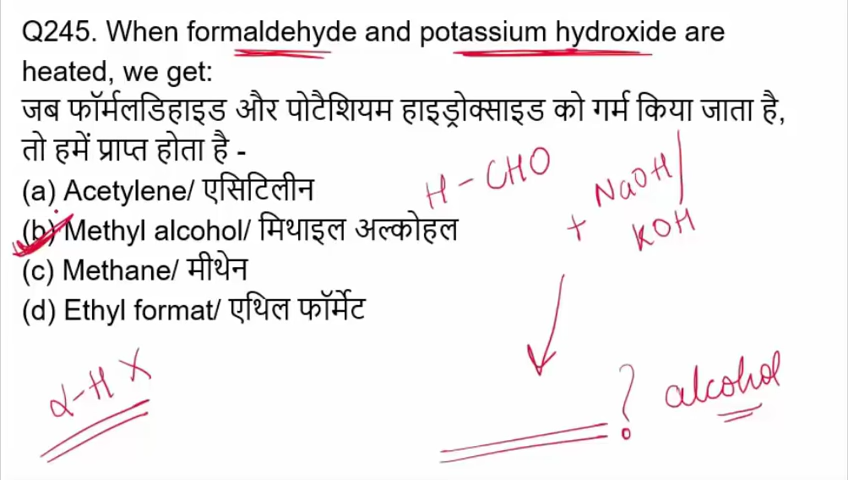 Q245. When formaldehyde and potassium hydroxide are
heated, we get:
जब फॉर्मलडिहाइड और पोटैशियम हाइड्रोक्साइड को गर्म किया जाता है,
तो हमें प्राप्त होता है -
(a) Acetylene/ एसिटिलीन
H-CHO
+ NaOH/
KOH
(b) Methyl alcohol/ मिथाइल अल्कोहल
(c) Methane/ मीथेन
(d) Ethyl format/ एथिल फॉर्मेट
α-H X
? alcohol